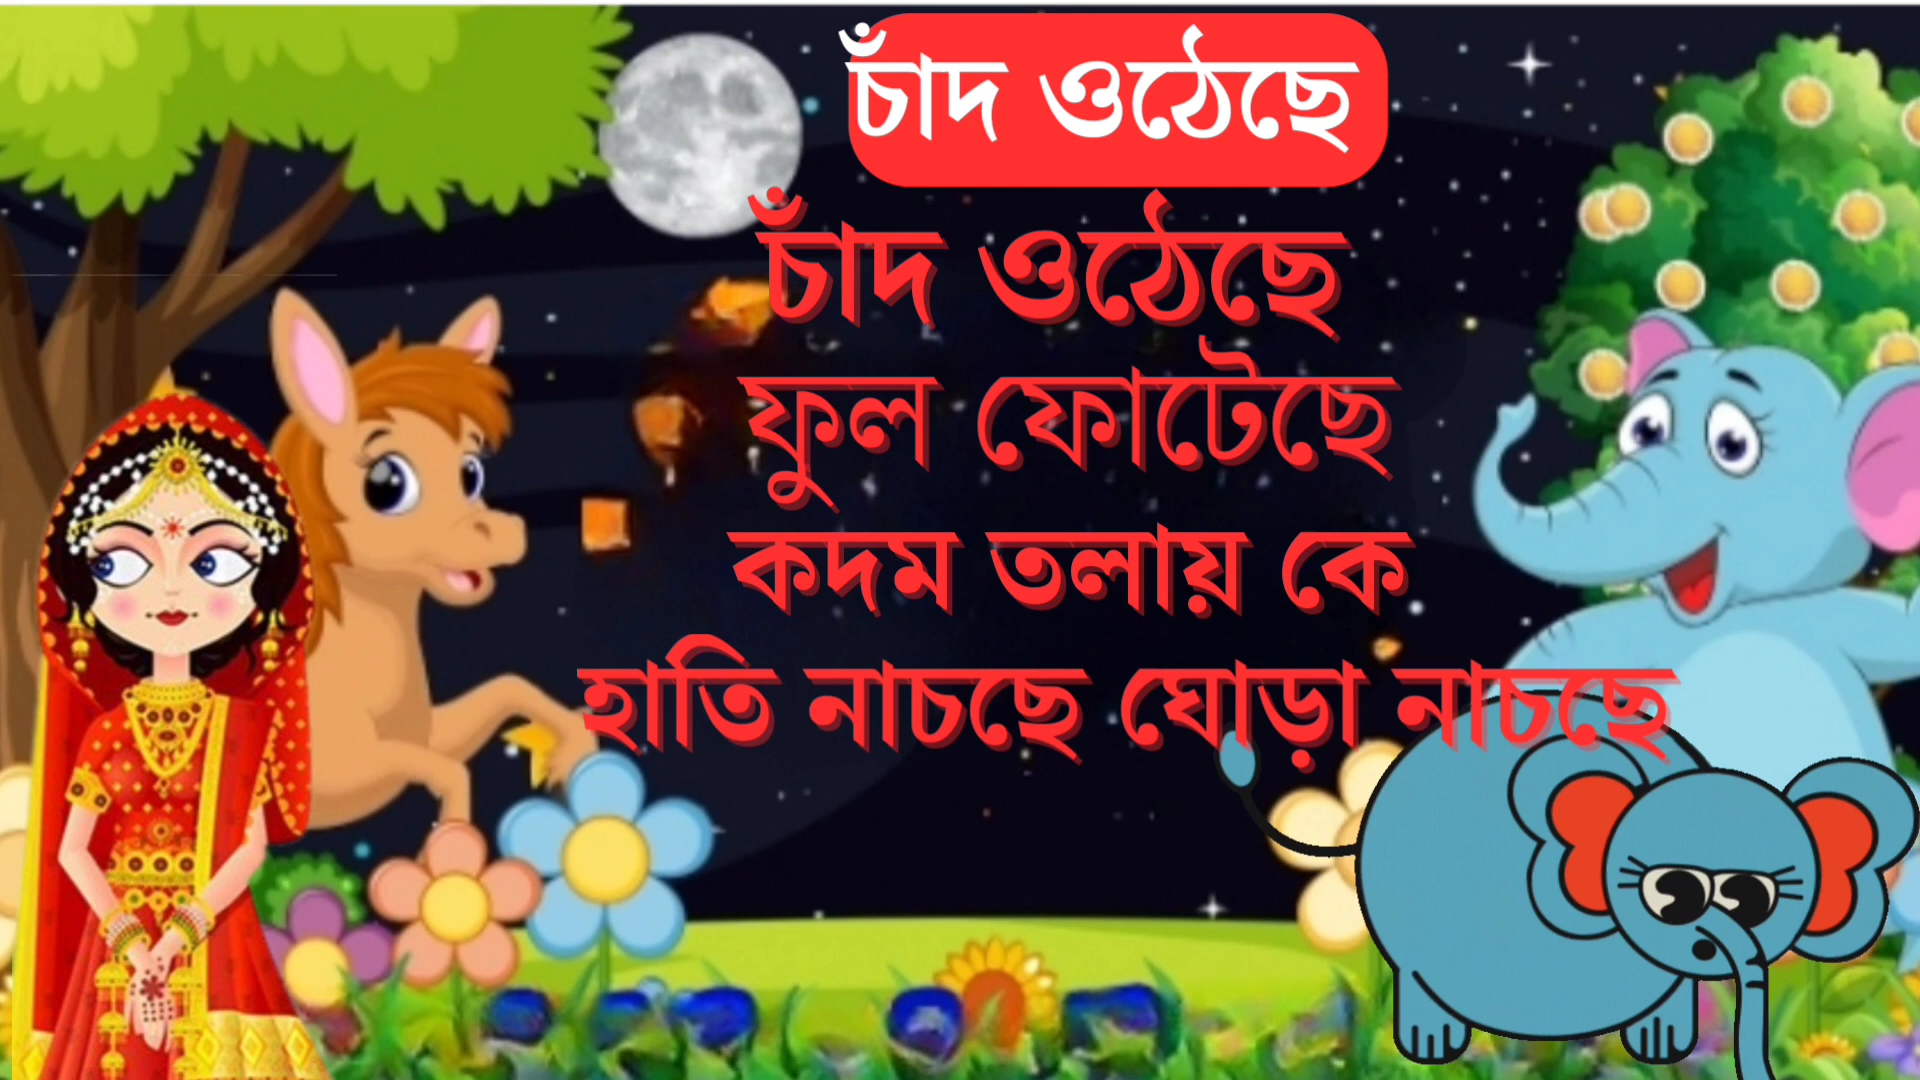 চাঁদ ওঠেছে
চাঁদ ওঠেছে
ফুল ফোটেছে
কদম তলায় কে
হাতি নাচছে ঘোড়া নাচছে